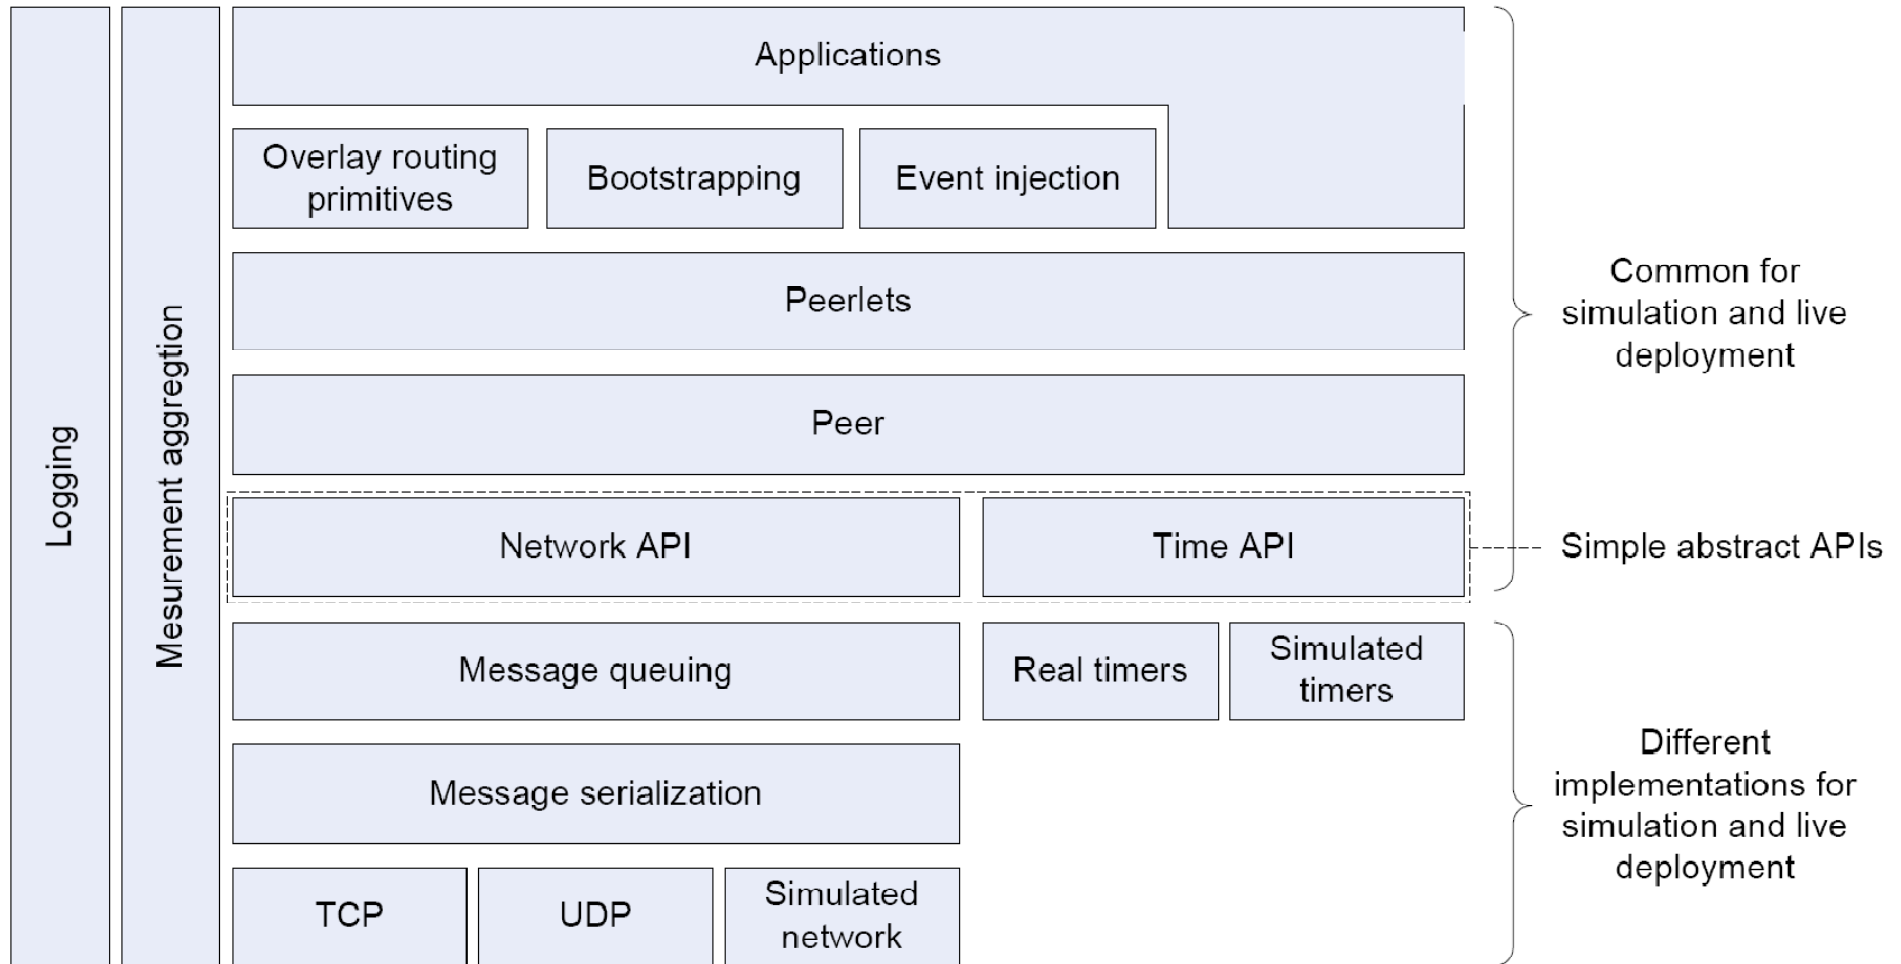 Applications
Overlay routing
primitives
Bootstrapping
Event injection
Peerlets
Peer
Network API
Time API
Message queuing
Real timers
Simulated
timers
Message serialization
TCP
UDP
Simulated
network
Logging
Mesurement aggregtion
Common for
simulation and live
deployment
Simple abstract APIs
Different
implementations for
simulation and live
deployment